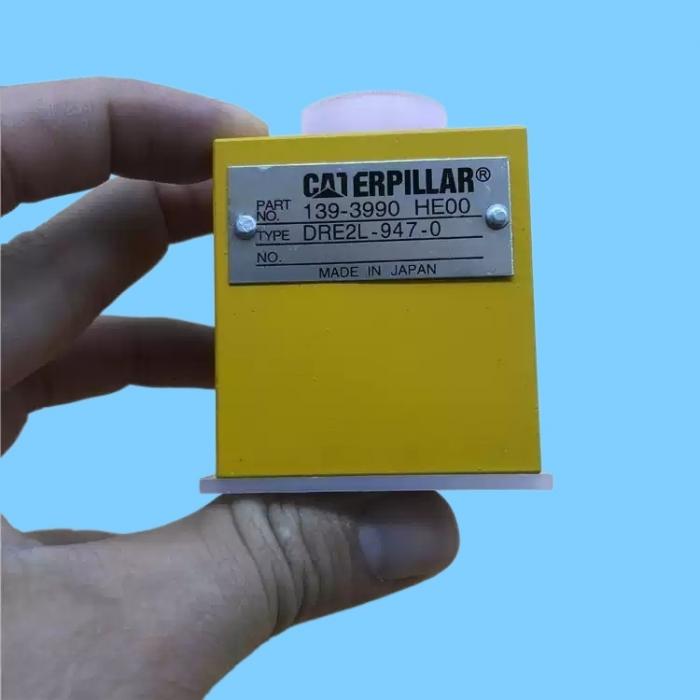 CATERPILLAR®
PART NO. 139-3990 HE00
TYPE DRE2L-947-0
NO.
MADE IN JAPAN